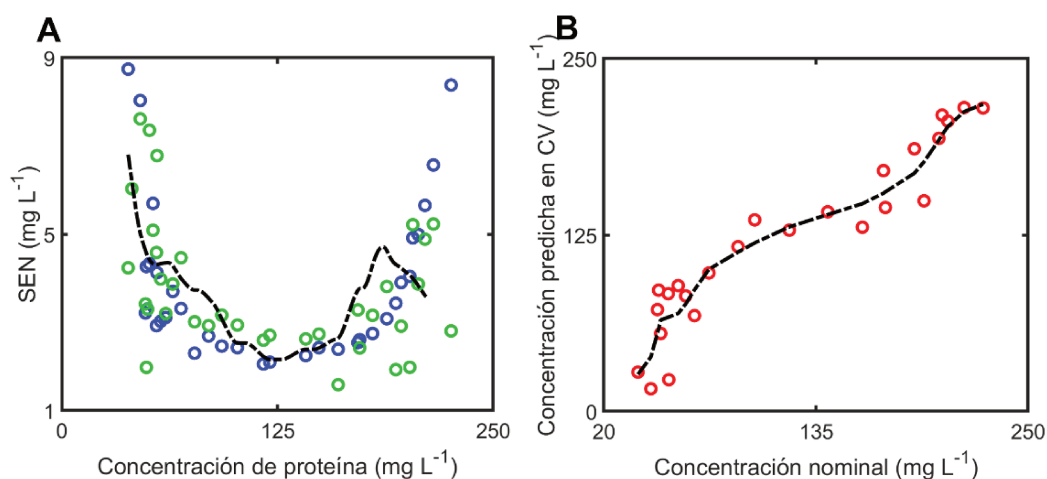 A
9
5
1
SEN (mg L⁻¹)
0
125
250
Concentración de proteína (mg L⁻¹)
B
250
125
0
Concentración predicha en CV (mg L⁻¹)
20
135
250
Concentración nominal (mg L⁻¹)